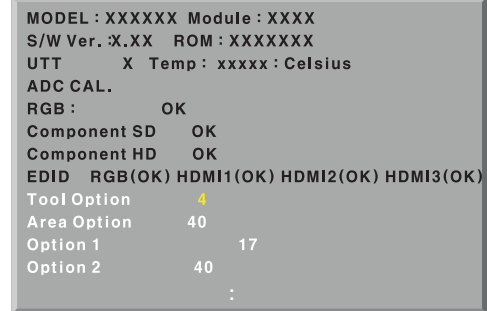 MODEL : XXXXXX Module : XXXX
S/W Ver. :X.XX ROM : XXXXXXX
UTT X Temp : xxxxx : Celsius
ADC CAL.
RGB : OK
Component SD OK
Component HD OK
EDID RGB(OK) HDMI1(OK) HDMI2(OK) HDMI3(OK)
Tool Option 4
Area Option 40
Option 1 17
Option 2 40
: